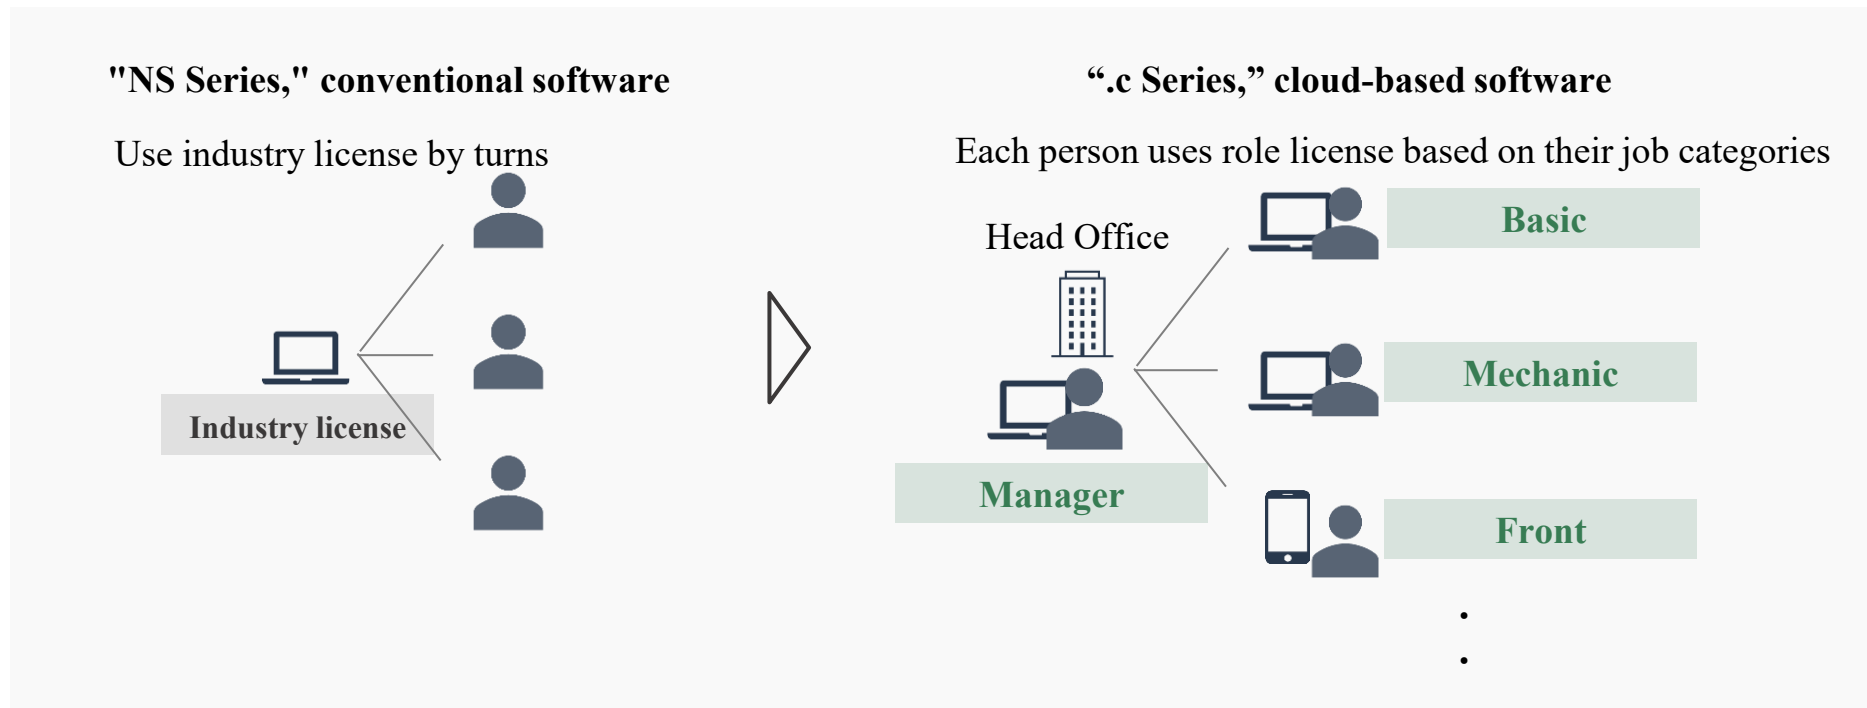 "NS Series," conventional software
Use industry license by turns
Industry license
“.c Series,” cloud-based software
Each person uses role license based on their job categories
Head Office
Manager
Basic
Mechanic
Front
.
.